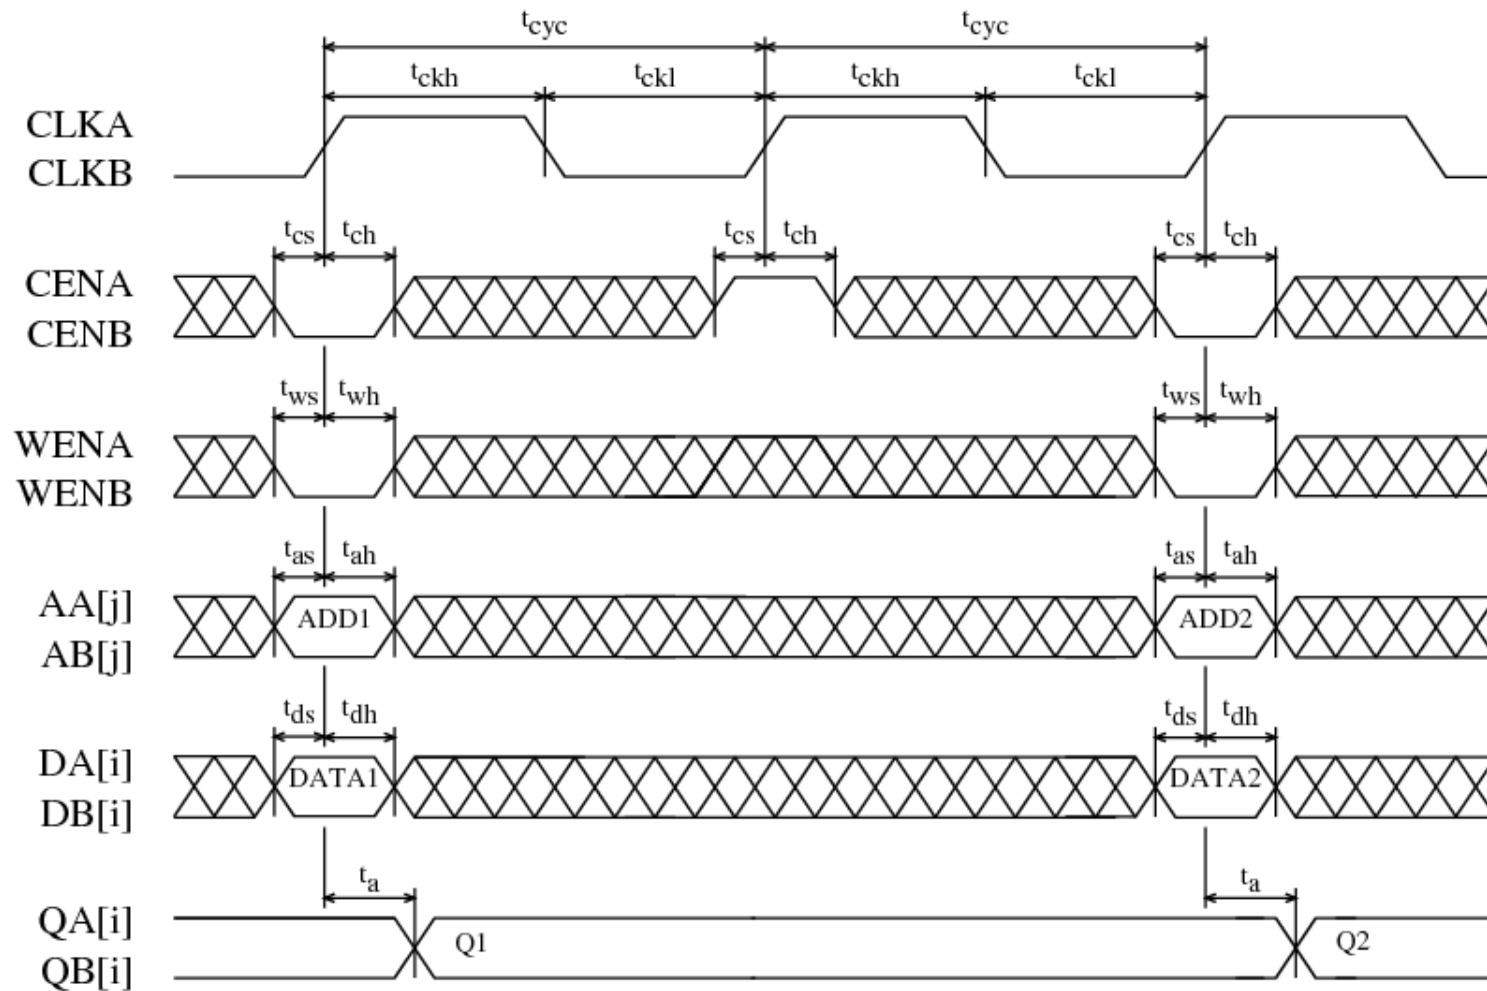 tcyc tcyc
tckh tckl tckh tckl
CLKA
CLKB
tcs tch tcs tch tcs tch
CENA
CENB
tws twh tws twh
WENA
WENB
tas tah tas tah
AA[j] ADD1 ADD2
AB[j]
tds tdh tds tdh
DA[i] DATA1 DATA2
DB[i]
ta ta
QA[i] Q1 Q2
QB[i]